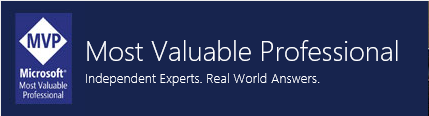 MVP
Microsoft®
Most Valuable
Professional
Most Valuable Professional
Independent Experts. Real World Answers.